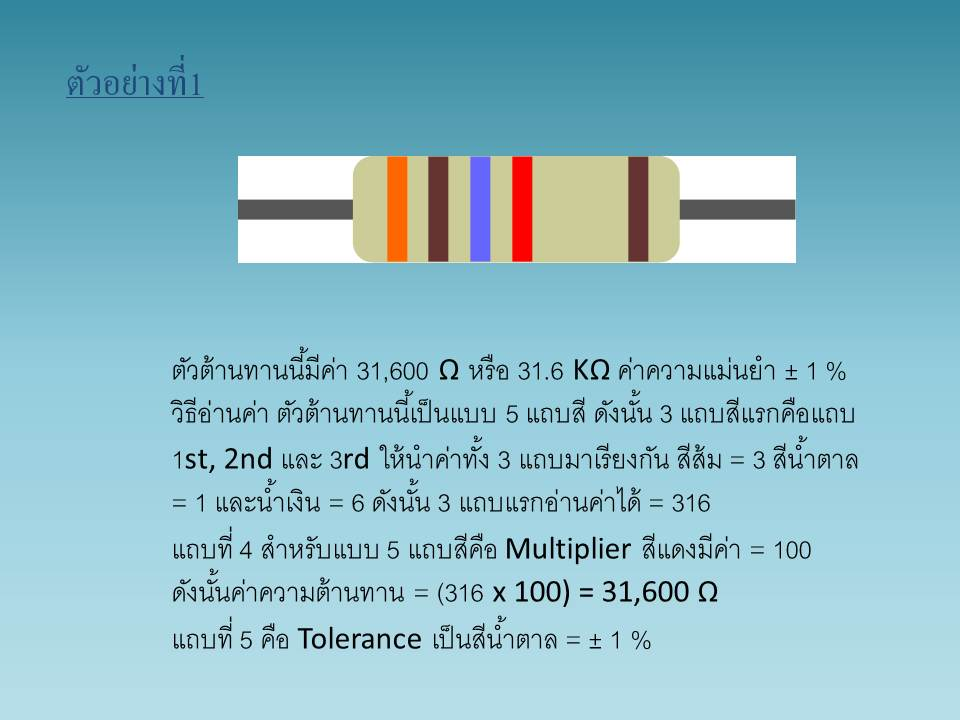 ตัวอย่างที่1
ตัวต้านทานนี้มีค่า 31,600 Ω หรือ 31.6 KΩ ค่าความแม่นยำ ± 1 %
วิธีอ่านค่า ตัวต้านทานนี้เป็นแบบ 5 แถบสี ดังนั้น 3 แถบสีแรกคือแถบ
1st, 2nd และ 3rd ให้นำค่าทั้ง 3 แถบมาเรียงกัน สีส้ม = 3 สีน้ำตาล
= 1 และน้ำเงิน = 6 ดังนั้น 3 แถบแรกอ่านค่าได้ = 316
แถบที่ 4 สำหรับแบบ 5 แถบสีคือ Multiplier สีแดงมีค่า = 100
ดังนั้นค่าความต้านทาน = (316 x 100) = 31,600 Ω
แถบที่ 5 คือ Tolerance เป็นสีน้ำตาล = ± 1 %